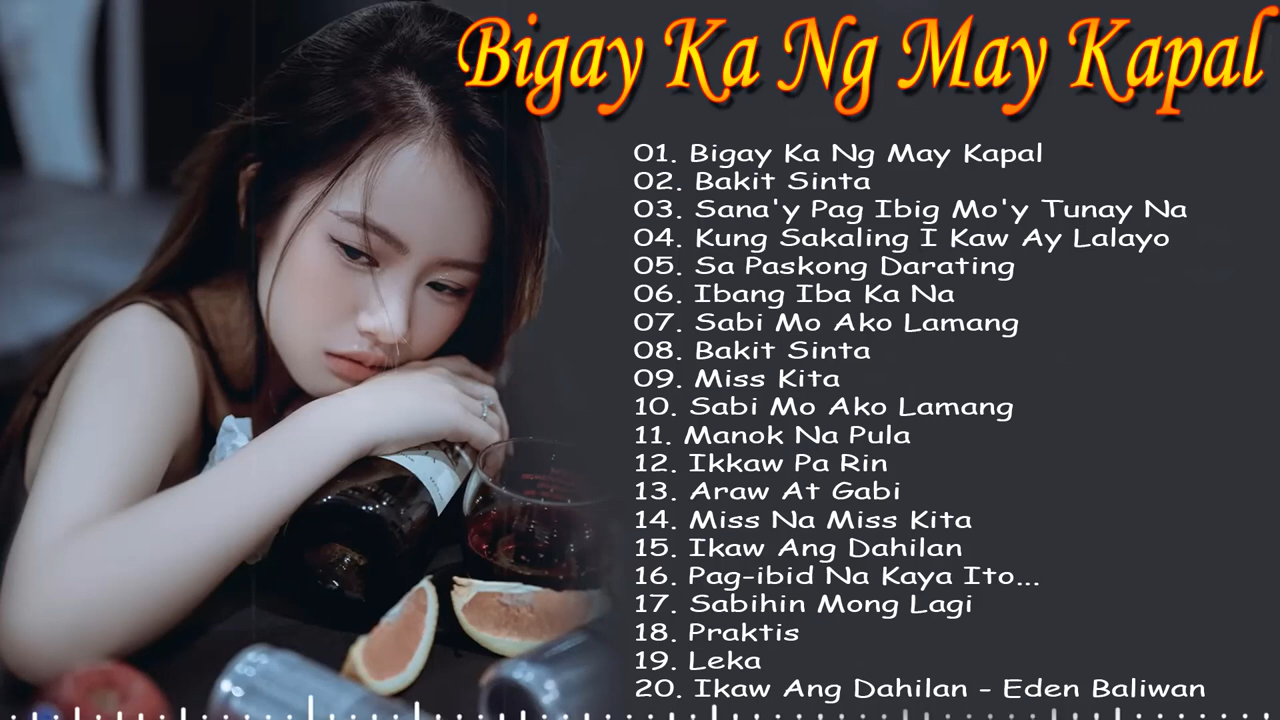 Bigay Ka Ng May Kapal
01. Bigay Ka Ng May Kapal
02. Bakit Sinta
03. Sana'y Pag Ibig Mo'y Tunay Na
04. Kung Sakaling I Kaw Ay Lalayo
05. Sa Paskong Darating
06. Ibang Iba Ka Na
07. Sabi Mo Ako Lamang
08. Bakit Sinta
09. Miss Kita
10. Sabi Mo Ako Lamang
11. Manok Na Pula
12. Ikkaw Pa Rin
13. Araw At Gabi
14. Miss Na Miss Kita
15. Ikaw Ang Dahilan
16. Pag-ibid Na Kaya Ito...
17. Sabihin Mong Lagi
18. Praktis
19. Leka
20. Ikaw Ang Dahilan - Eden Baliwan